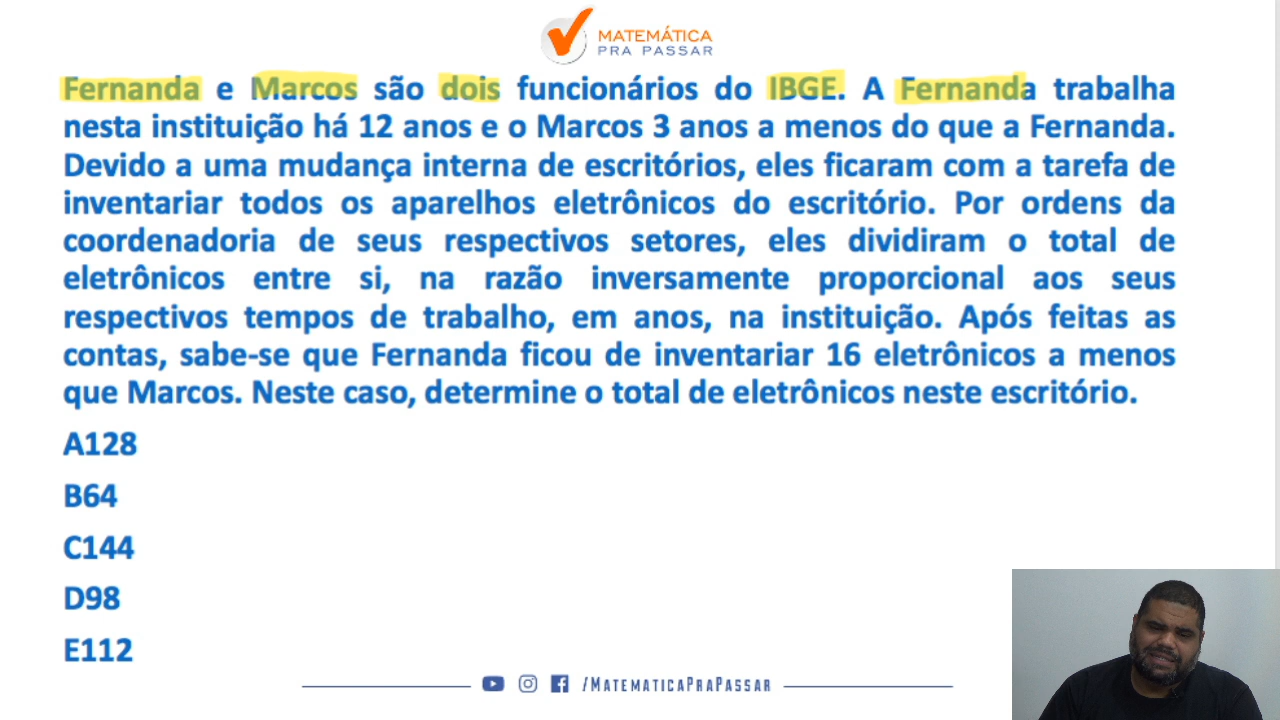 MATEMÁTICA
PRA PASSAR
Fernanda e Marcos são dois funcionários do IBGE. A Fernanda trabalha
nesta instituição há 12 anos e o Marcos 3 anos a menos do que a Fernanda.
Devido a uma mudança interna de escritórios, eles ficaram com a tarefa de
inventariar todos os aparelhos eletrônicos do escritório. Por ordens da
coordenadoria de seus respectivos setores, eles dividiram o total de
eletrônicos entre si, na razão inversamente proporcional aos seus
respectivos tempos de trabalho, em anos, na instituição. Após feitas as
contas, sabe-se que Fernanda ficou de inventariar 16 eletrônicos a menos
que Marcos. Neste caso, determine o total de eletrônicos neste escritório.
A128
B64
C144
D98
E112
/MATEMATICAPRAPASSAR